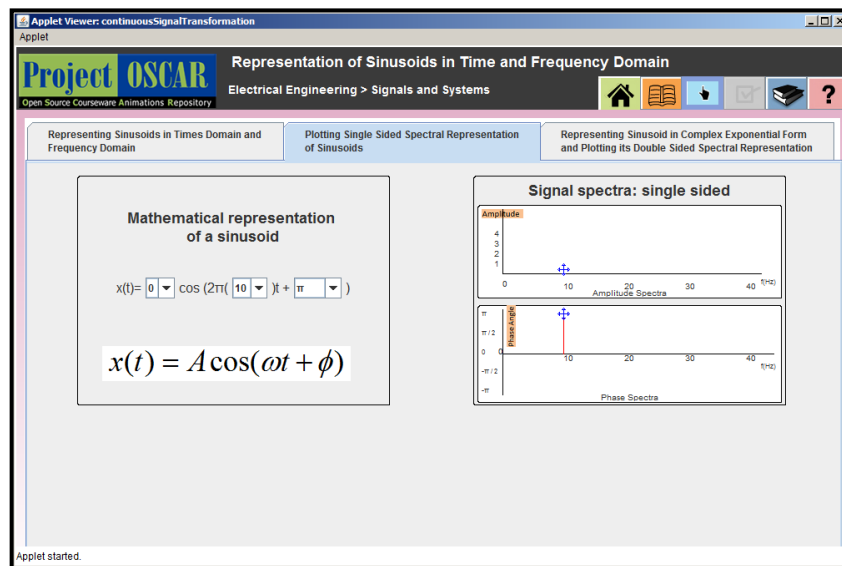 Applet Viewer: continuousSignalTransformation
Applet
Project OSCAR
Open Source Courseware Animations Repository
Representation of Sinusoids in Time and Frequency Domain
Electrical Engineering > Signals and Systems
?
Representing Sinusoids in Times Domain and
Frequency Domain
Plotting Single Sided Spectral Representation
of Sinusoids
Representing Sinusoid in Complex Exponential Form
and Plotting its Double Sided Spectral Representation
Mathematical representation
of a sinusoid
x(t)= 0 cos (2π( 10 )t + π )
x(t) = A cos(ωt + ϕ)
Signal spectra: single sided
Amplitude
4
3
2
1
0 10 20 30 40 f(Hz)
Amplitude Spectra
Phase Angle
π
π / 2
0 0 10 20 30 40
-π / 2
f(Hz)
-π
Phase Spectra
Applet started.